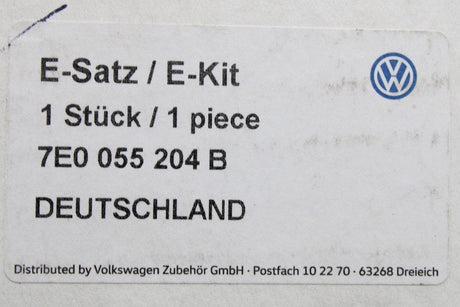 E-Satz / E-Kit
1 Stück / 1 piece
7E0 055 204 B
DEUTSCHLAND
Distributed by Volkswagen Zubehör GmbH · Postfach 10 22 70 · 63268 Dreieich